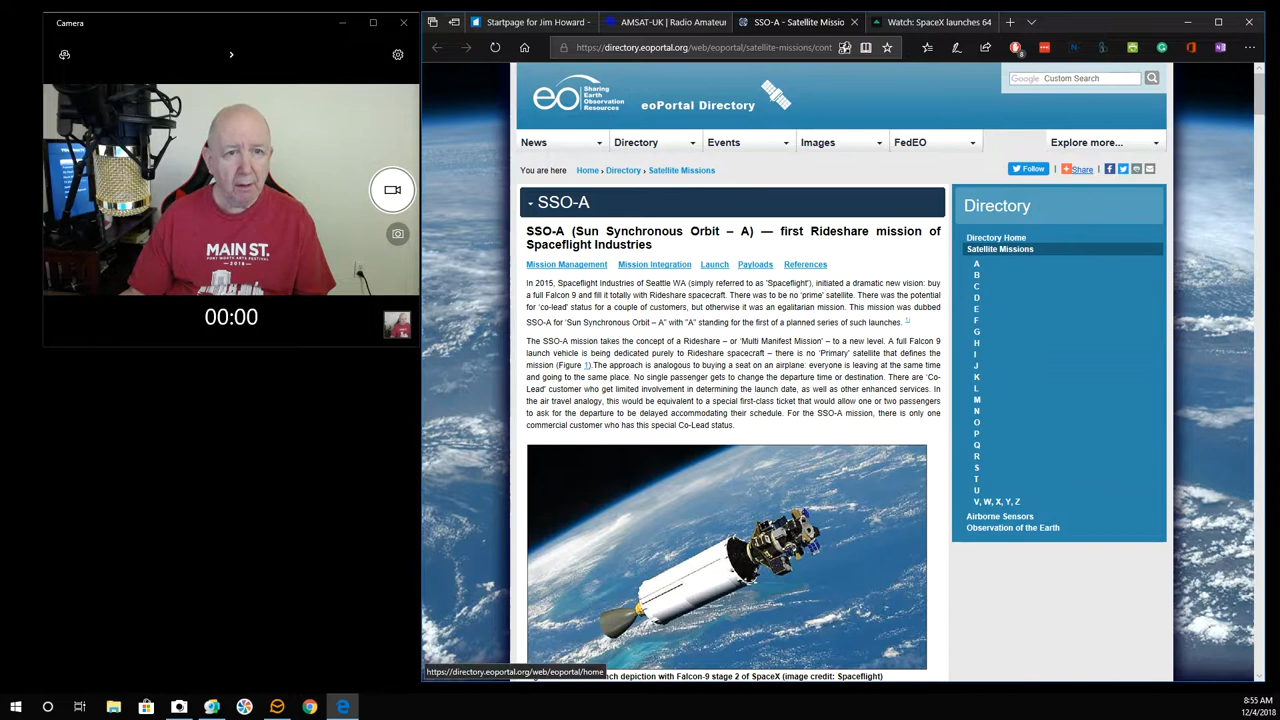 Camera
00:00
MAIN ST.
FORT WORTH ARTS FESTIVAL
2018
Startpage for Jim Howard -
AMSAT-UK | Radio Amateur
SSO-A - Satellite Missio
Watch: SpaceX launches 64
https://directory.eoportal.org/web/eoportal/satellite-missions/cont
8
eo
Sharing
Earth
Observation
Resources
eoPortal Directory
Google Custom Search
News
Directory
Events
Images
FedEO
Explore more...
You are here Home › Directory › Satellite Missions
Follow
Share
SSO-A
SSO-A (Sun Synchronous Orbit – A) — first Rideshare mission of
Spaceflight Industries
Mission Management Mission Integration Launch Payloads References
In 2015, Spaceflight Industries of Seattle WA (simply referred to as 'Spaceflight'), initiated a dramatic new vision: buy
a full Falcon 9 and fill it totally with Rideshare spacecraft. There was to be no 'prime' satellite. There was the potential
for 'co-lead' status for a couple of customers, but otherwise it was an egalitarian mission. This mission was dubbed
SSO-A for 'Sun Synchronous Orbit – A" with "A" standing for the first of a planned series of such launches. 1)
The SSO-A mission takes the concept of a Rideshare – or 'Multi Manifest Mission' – to a new level. A full Falcon 9
launch vehicle is being dedicated purely to Rideshare spacecraft – there is no 'Primary' satellite that defines the
mission (Figure 1).The approach is analogous to buying a seat on an airplane: everyone is leaving at the same time
and going to the same place. No single passenger gets to change the departure time or destination. There are 'Co-
Lead' customer who get limited involvement in determining the launch date, as well as other enhanced services. In
the air travel analogy, this would be equivalent to a special first-class ticket that would allow one or two passengers
to ask for the departure to be delayed accommodating their schedule. For the SSO-A mission, there is only one
commercial customer who has this special Co-Lead status.
Directory
Directory Home
Satellite Missions
A
B
C
D
E
F
G
H
I
J
K
L
M
N
O
P
Q
R
S
T
U
V, W, X, Y, Z
Airborne Sensors
Observation of the Earth
https://directory.eoportal.org/web/eoportal/home
nch depiction with Falcon-9 stage 2 of SpaceX (image credit: Spaceflight)
8:55 AM
12/4/2018